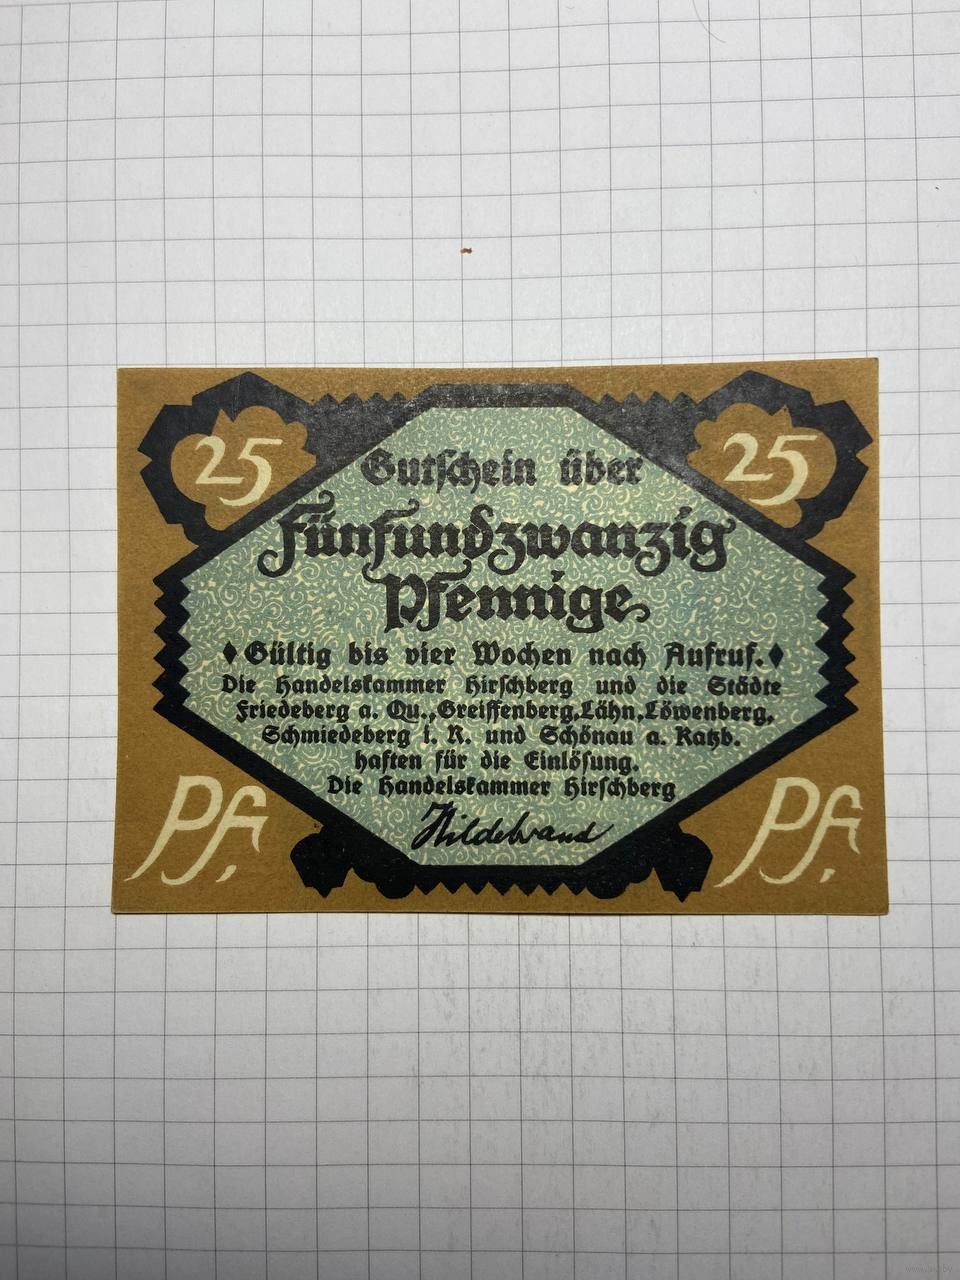 25 25
Gutschein über
Fünfundzwanzig
Pfennige
♦Gültig bis vier Wochen nach Aufruf.♦
Die Handelskammer Hirschberg und die Städte
Friedeberg a. Qu., Greiffenberg, Lähn, Löwenberg,
Schmiedeberg i. R. und Schönau a. Katzb.
haften für die Einlösung.
Die Handelskammer Hirschberg
Hildebrand
Pf. Pf.